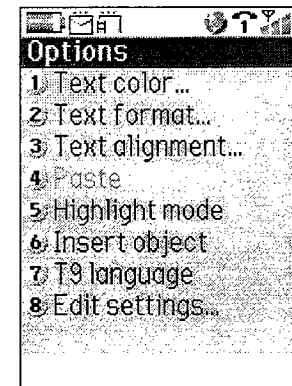 Options
1) Text color...
2) Text format...
3) Text alignment...
4) Paste
5) Highlight mode
6) Insert object
7) T9 language
8) Edit settings...